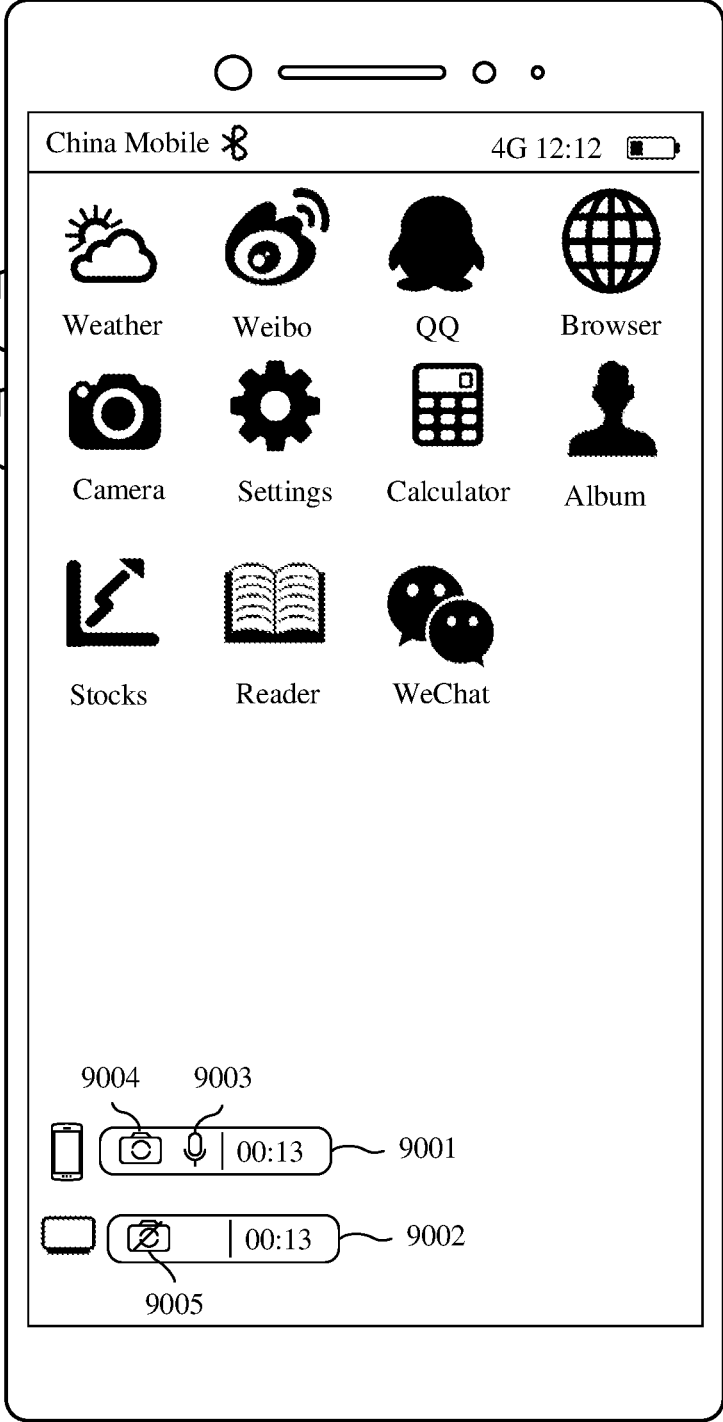 China Mobile 4G 12:12
Weather Weibo QQ Browser
Camera Settings Calculator Album
Stocks Reader WeChat
9004 9003
00:13 9001
00:13 9002
9005